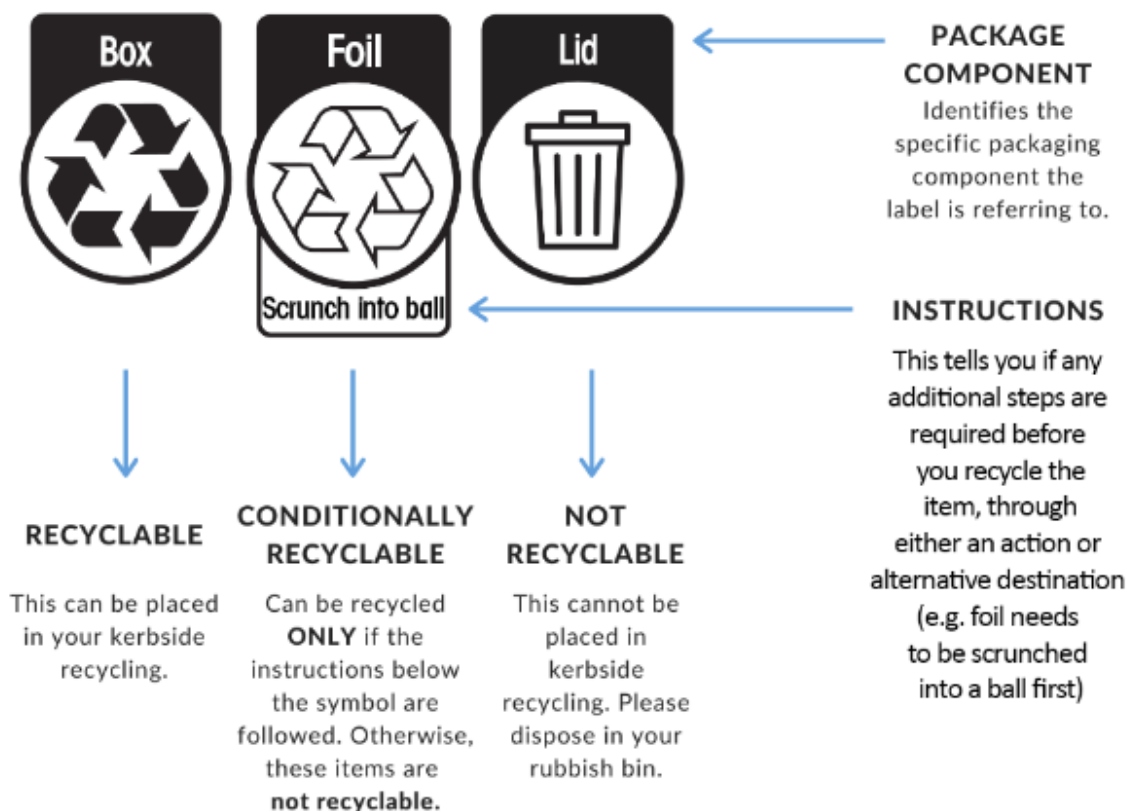 Box
Foil
Lid
Scrunch into ball
PACKAGE
COMPONENT
Identifies the
specific packaging
component the
label is referring to.
INSTRUCTIONS
This tells you if any
additional steps are
required before
you recycle the
item, through
either an action or
alternative destination
(e.g. foil needs
to be scrunched
into a ball first)
RECYCLABLE
This can be placed
in your kerbside
recycling.
CONDITIONALLY
RECYCLABLE
Can be recycled
ONLY if the
instructions below
the symbol are
followed. Otherwise,
these items are
not recyclable.
NOT
RECYCLABLE
This cannot be
placed in
kerbside
recycling. Please
dispose in your
rubbish bin.